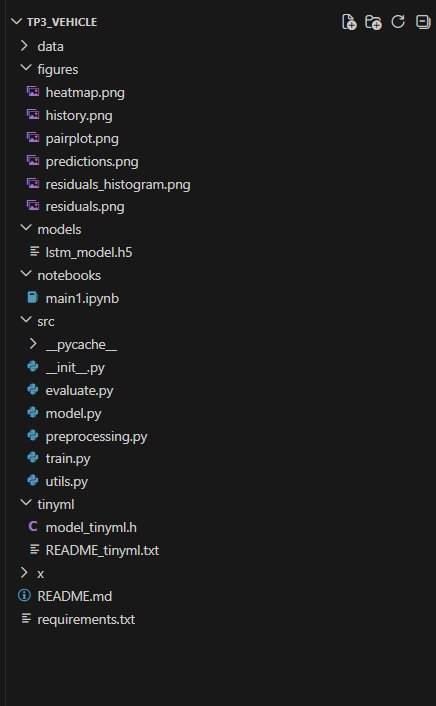 TP3_VEHICLE
data
figures
heatmap.png
history.png
pairplot.png
predictions.png
residuals_histogram.png
residuals.png
models
lstm_model.h5
notebooks
main1.ipynb
src
__pycache__
__init__.py
evaluate.py
model.py
preprocessing.py
train.py
utils.py
tinyml
C model_tinyml.h
README_tinyml.txt
x
README.md
requirements.txt